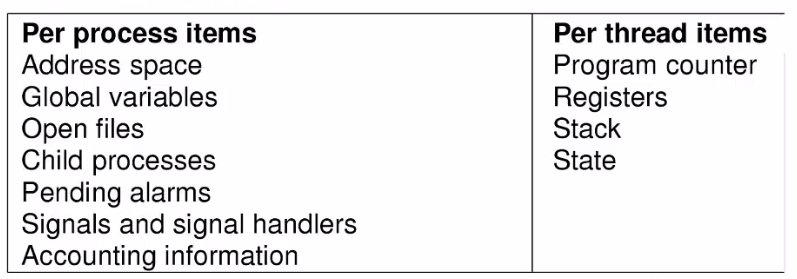 Per process items
Address space
Global variables
Open files
Child processes
Pending alarms
Signals and signal handlers
Accounting information
Per thread items
Program counter
Registers
Stack
State